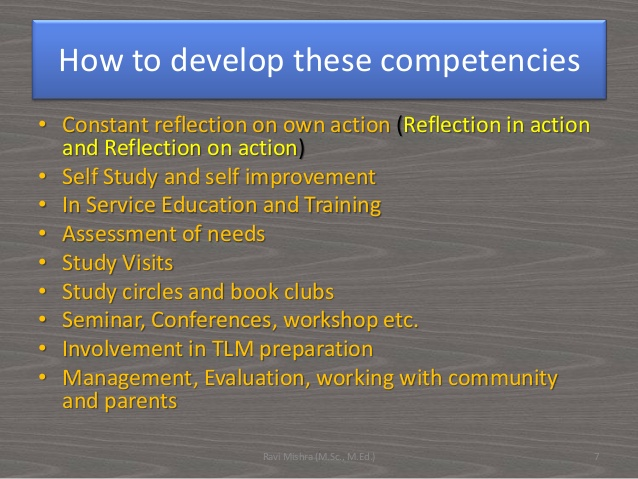 How to develop these competencies
• Constant reflection on own action (Reflection in action
and Reflection on action)
• Self Study and self improvement
• In Service Education and Training
• Assessment of needs
• Study Visits
• Study circles and book clubs
• Seminar, Conferences, workshop etc.
• Involvement in TLM preparation
• Management, Evaluation, working with community
and parents
Ravi Mishra (M.Sc., M.Ed.)
7